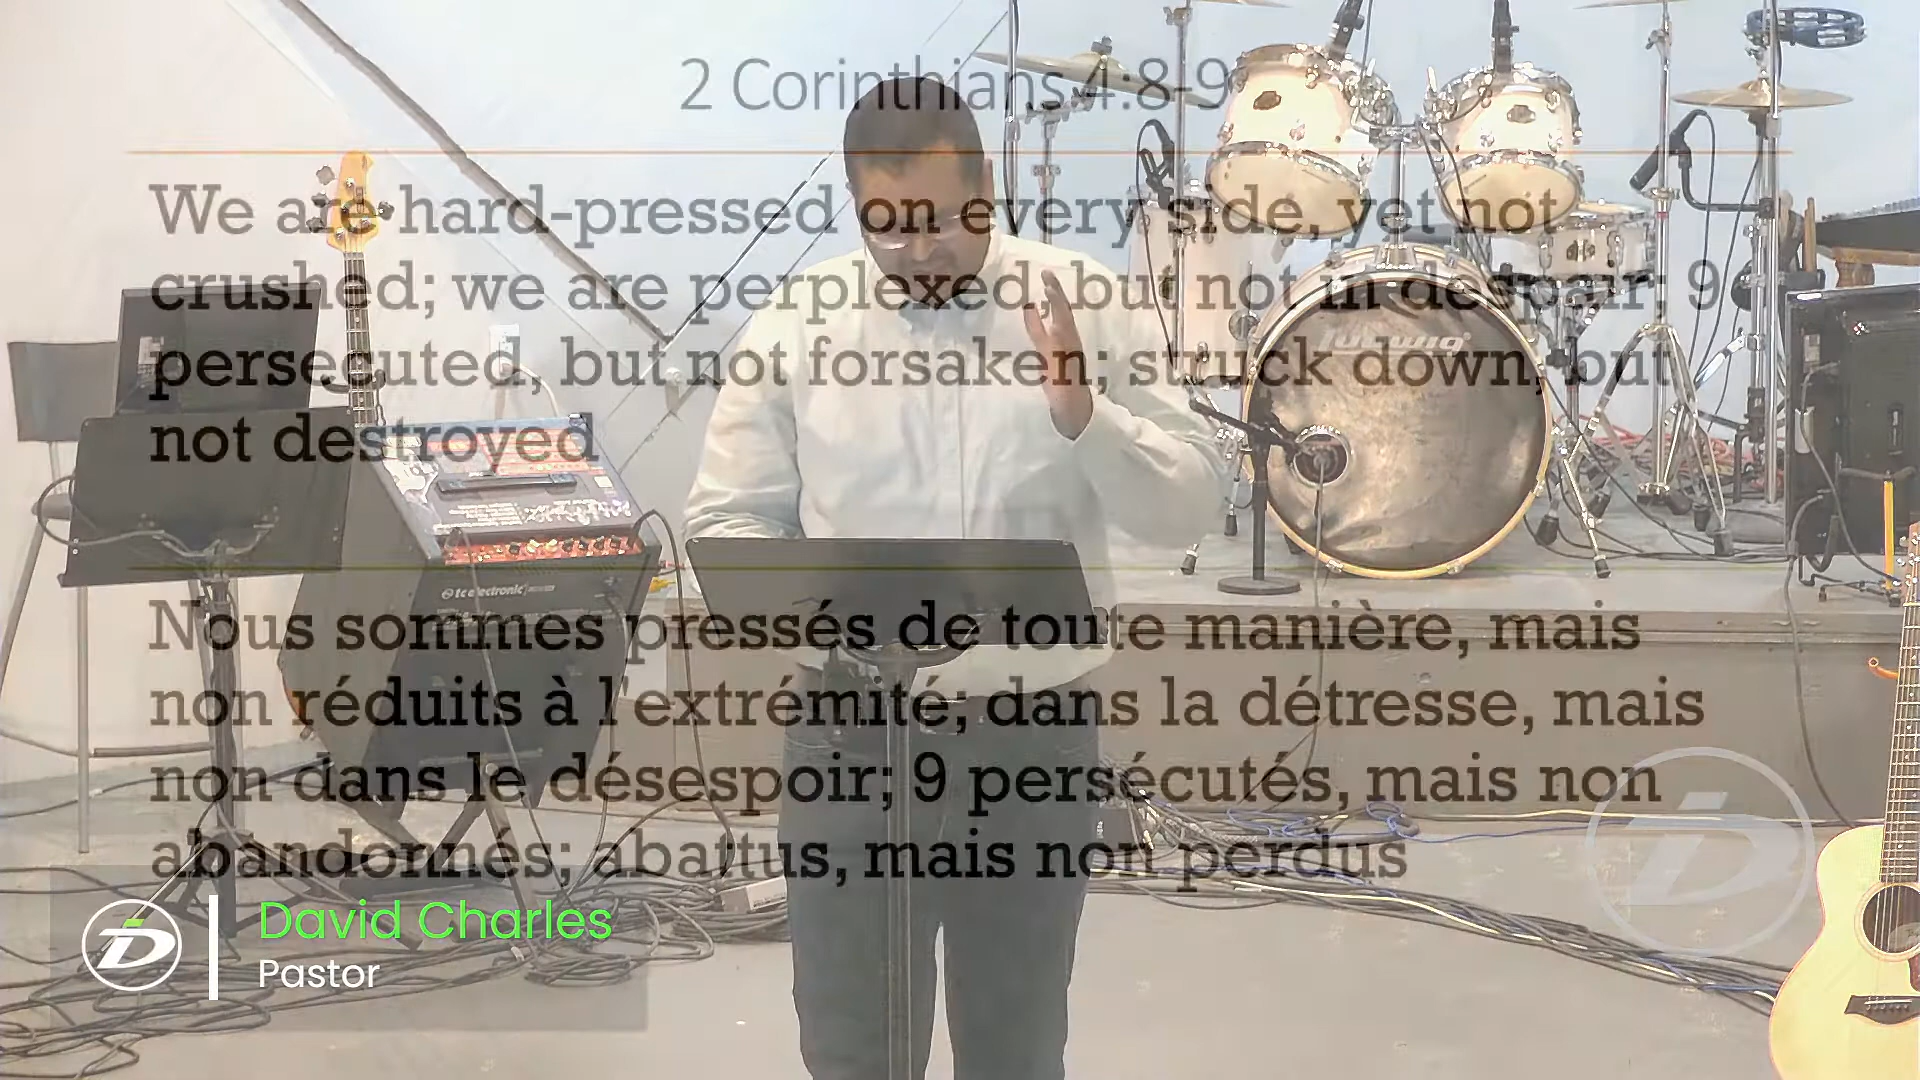 2 Corinthians 4:8-9
We are hard-pressed on every side, yet not
crushed; we are perplexed, but not in despair; 9
persecuted, but not forsaken; stuck down, but
not destroyed
Nous sommes pressés de toute manière, mais
non réduits à l'extrémité; dans la détresse, mais
non dans le désespoir; 9 persécutés, mais non
abandonnés; abattus, mais non perdus
David Charles
Pastor
tc electronic
Ludwig